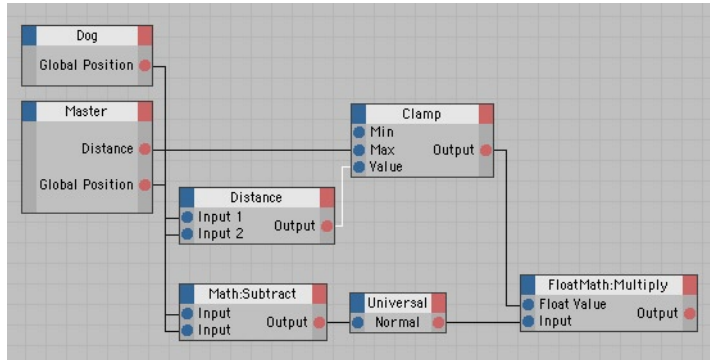 Dog
Global Position
Master
Distance
Global Position
Clamp
Min
Max Output
Value
Distance
Input 1
Output
Input 2
Math:Subtract
Input
Output
Input
Universal
Normal
FloatMath:Multiply
Float Value
Output
Input